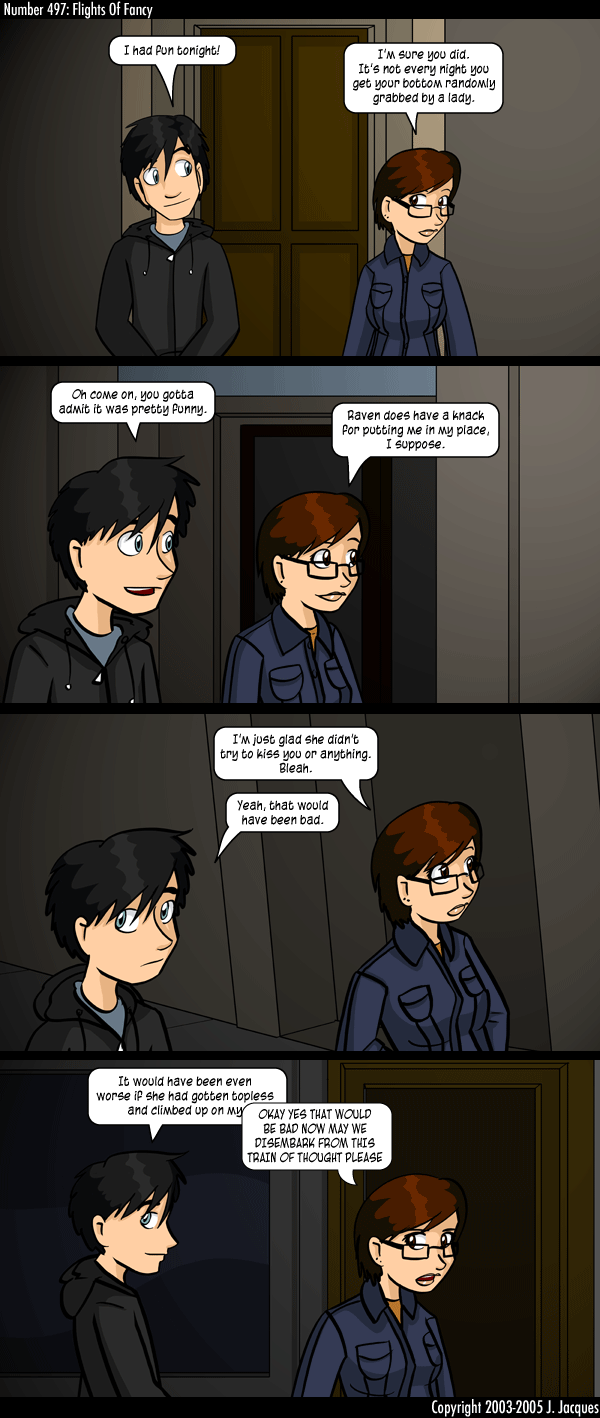 Number 497: Flights Of Fancy
I had fun tonight!
I'm sure you did.
It's not every night you
get your bottom randomly
grabbed by a lady.
Oh come on, you gotta
admit it was pretty funny.
Raven does have a knack
for putting me in my place,
I suppose.
I'm just glad she didn't
try to kiss you or anything.
Bleah.
Yeah, that would
have been bad.
It would have been even
worse if she had gotten topless
and climbed up on my
OKAY YES THAT WOULD
BE BAD NOW MAY WE
DISEMBARK FROM THIS
TRAIN OF THOUGHT PLEASE
Copyright 2003-2005 J. Jacques